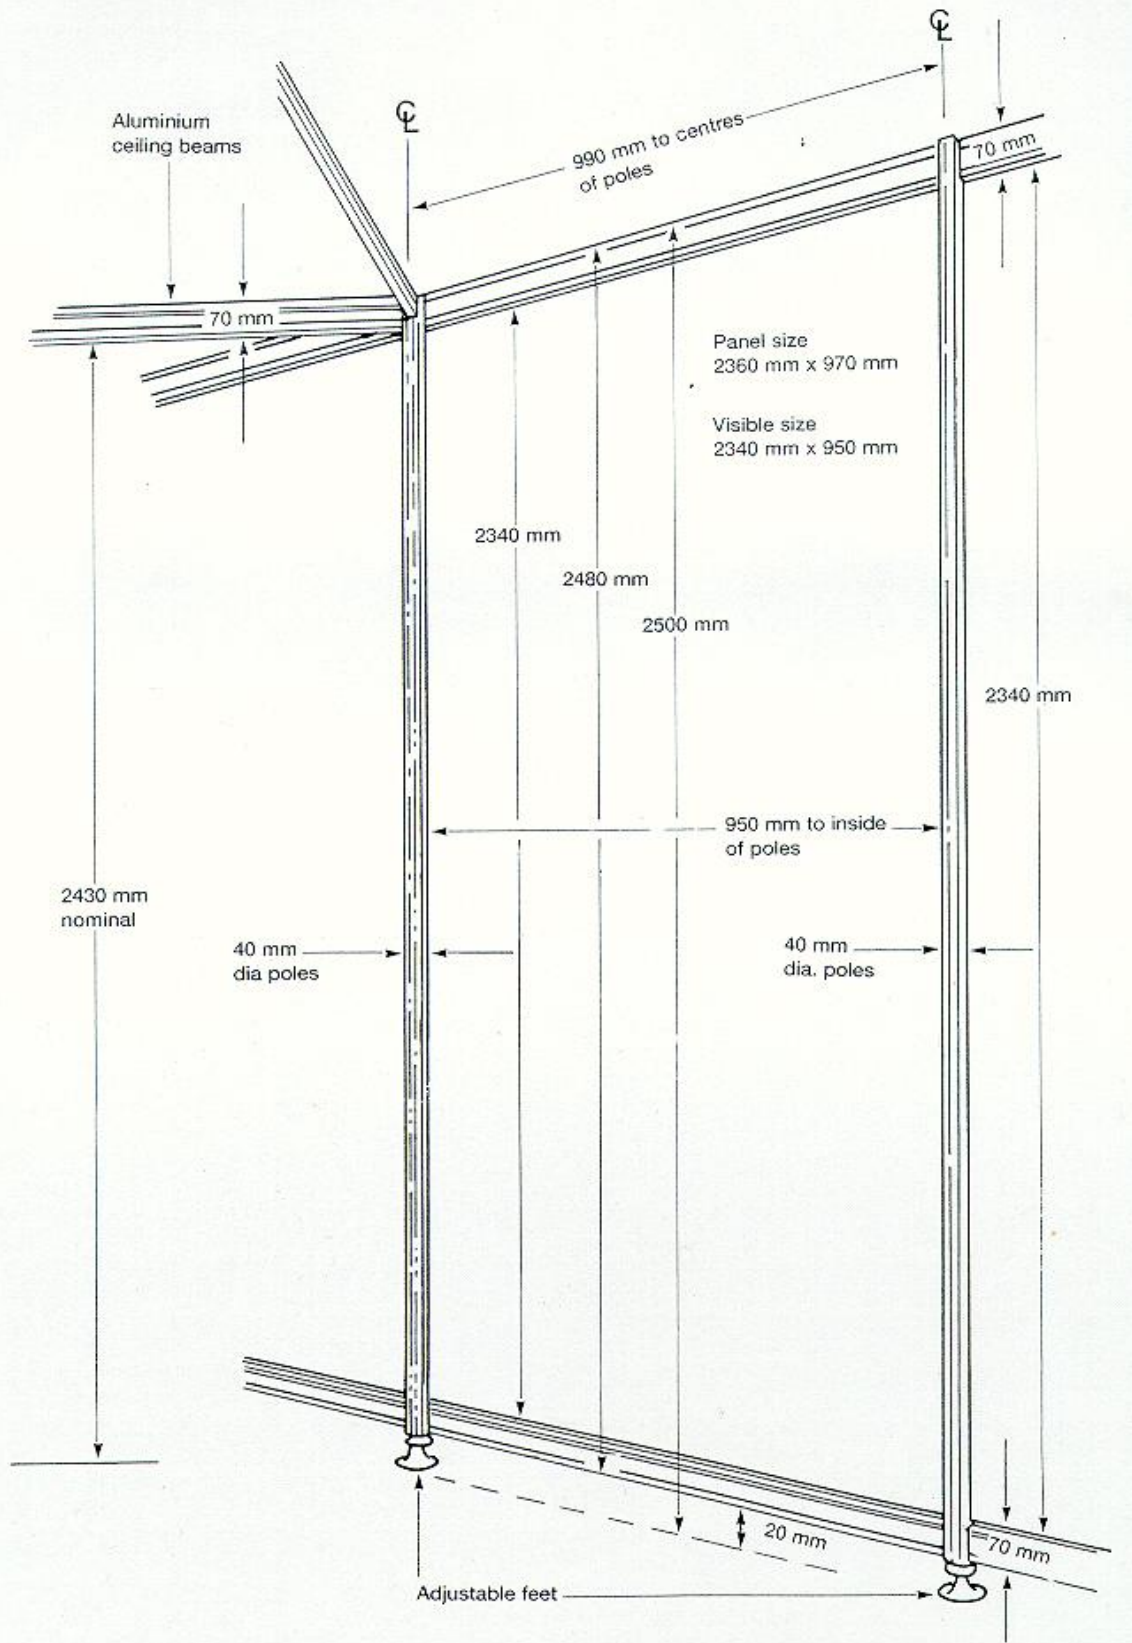 ℄
℄
Aluminium
ceiling beams
990 mm to centres
of poles
70 mm
70 mm
Panel size
2360 mm x 970 mm
Visible size
2340 mm x 950 mm
2340 mm
2480 mm
2500 mm
2340 mm
950 mm to inside
of poles
2430 mm
nominal
40 mm
dia poles
40 mm
dia. poles
20 mm
70 mm
Adjustable feet